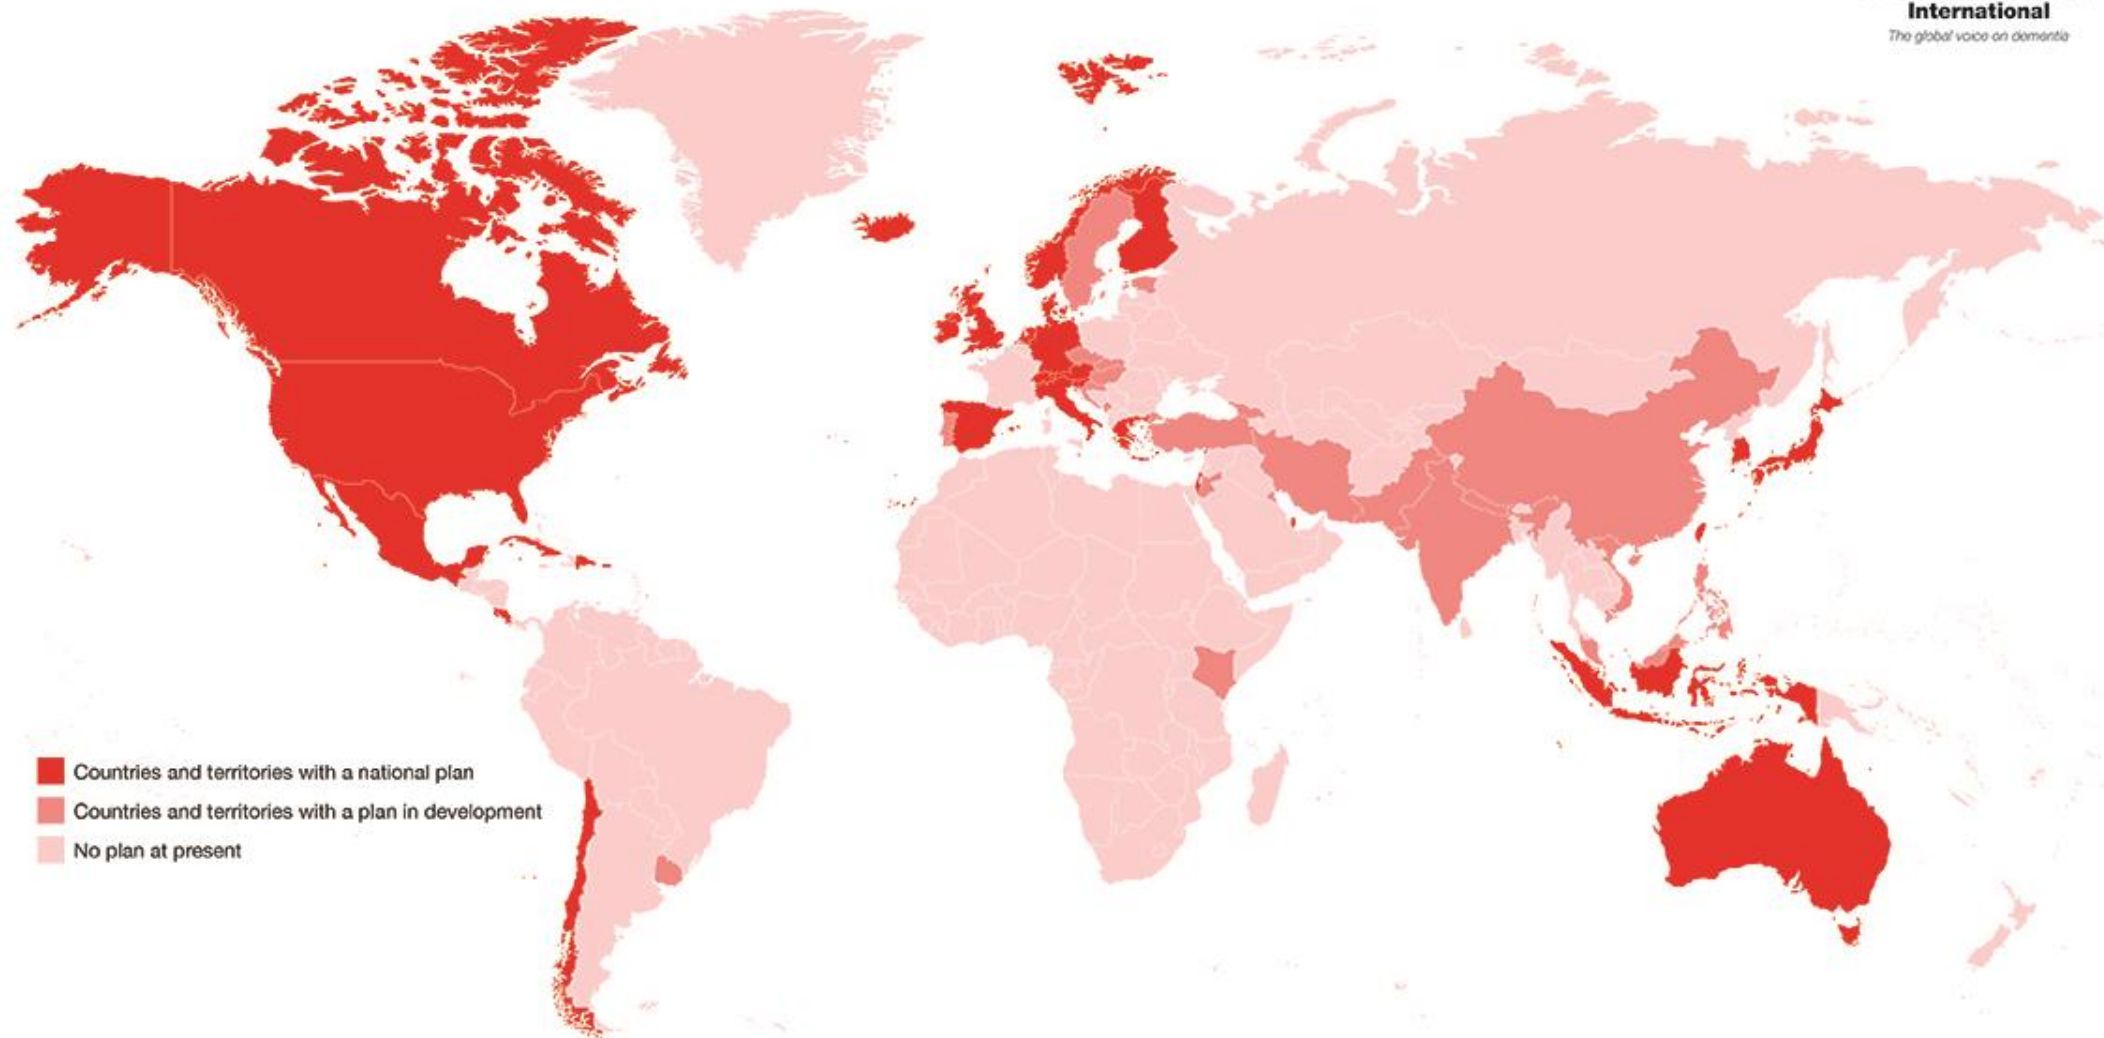 International
The global voice on dementia
Countries and territories with a national plan
Countries and territories with a plan in development
No plan at present